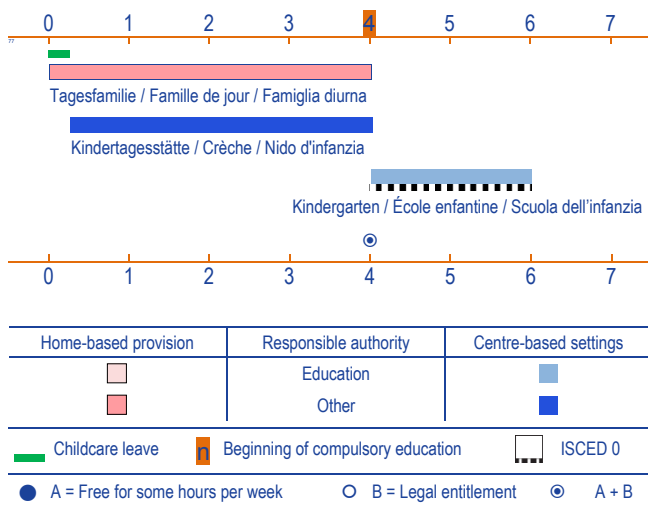 0 1 2 3 4 5 6 7
77
Tagesfamilie / Famille de jour / Famiglia diurna
Kindertagesstätte / Crèche / Nido d'infanzia
Kindergarten / École enfantine / Scuola dell’infanzia
0 1 2 3 4 5 6 7
Home-based provision Responsible authority Centre-based settings
Education
Other
Childcare leave n Beginning of compulsory education ISCED 0
A = Free for some hours per week B = Legal entitlement A + B